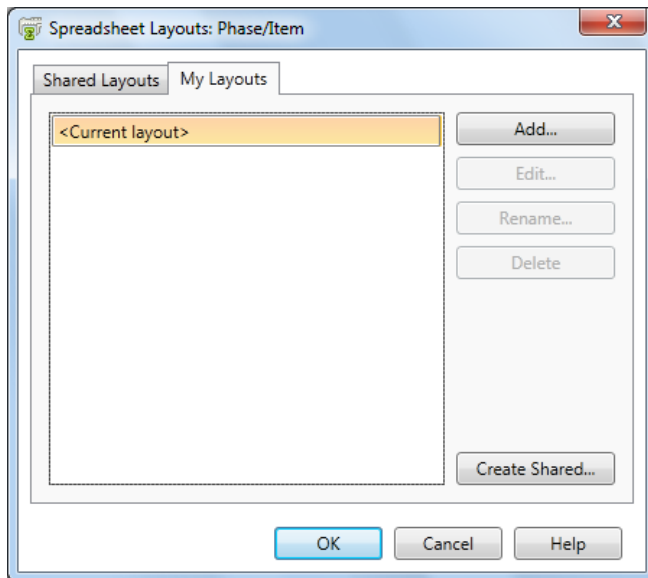 Spreadsheet Layouts: Phase/Item
Shared Layouts My Layouts
<Current layout>
Add...
Edit...
Rename...
Delete
Create Shared...
OK Cancel Help